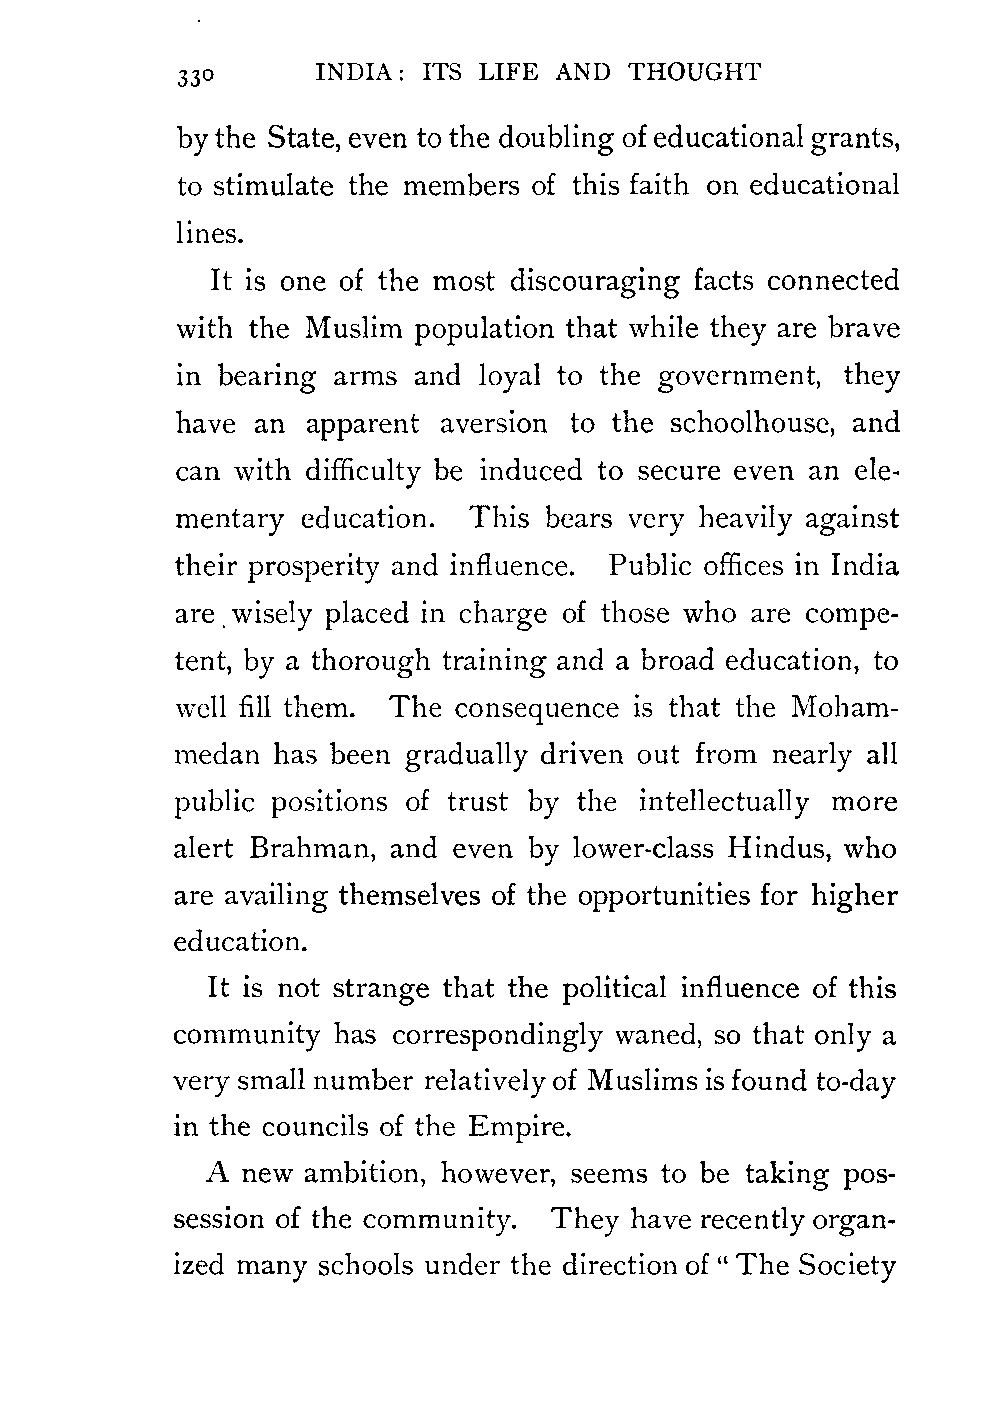 330 INDIA: ITS LIFE AND THOUGHT
by the State, even to the doubling of educational grants,
to stimulate the members of this faith on educational
lines.
It is one of the most discouraging facts connected
with the Muslim population that while they are brave
in bearing arms and loyal to the government, they
have an apparent aversion to the schoolhouse, and
can with difficulty be induced to secure even an ele-
mentary education. This bears very heavily against
their prosperity and influence. Public offices in India
are wisely placed in charge of those who are compe-
tent, by a thorough training and a broad education, to
well fill them. The consequence is that the Moham-
medan has been gradually driven out from nearly all
public positions of trust by the intellectually more
alert Brahman, and even by lower-class Hindus, who
are availing themselves of the opportunities for higher
education.
It is not strange that the political influence of this
community has correspondingly waned, so that only a
very small number relatively of Muslims is found to-day
in the councils of the Empire.
A new ambition, however, seems to be taking pos-
session of the community. They have recently organ-
ized many schools under the direction of “ The Society